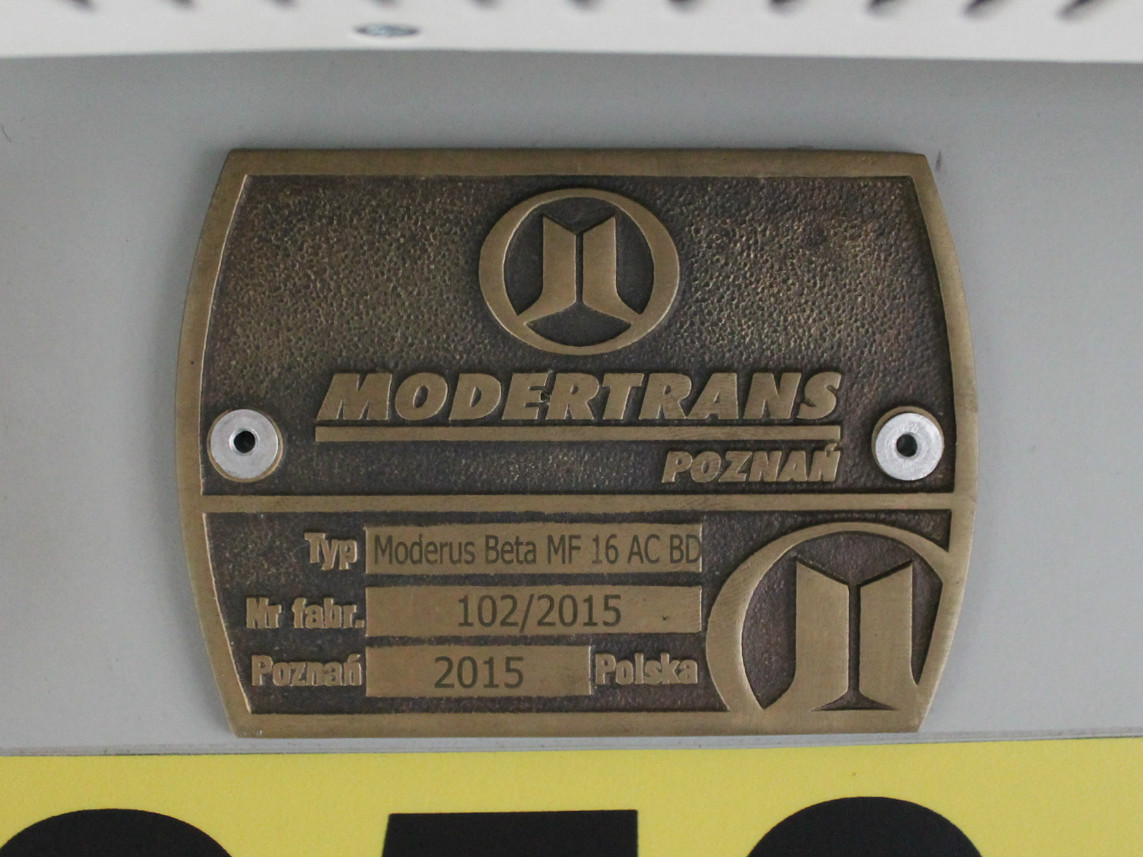 MODERTRANS
POZNAŃ
Typ Moderus Beta MF 16 AC BD
Nr fabr. 102/2015
Poznań 2015 Polska